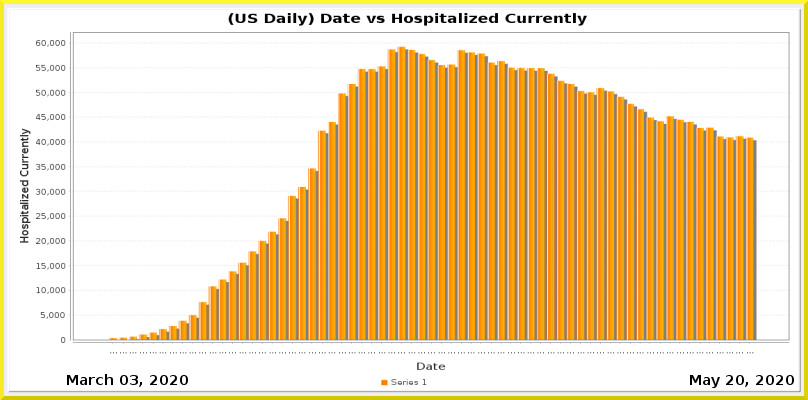 (US Daily) Date vs Hospitalized Currently
60,000
55,000
50,000
45,000
40,000
35,000
30,000
25,000
20,000
15,000
10,000
5,000
0
Hospitalized Currently
Date
March 03, 2020
Series 1
May 20, 2020